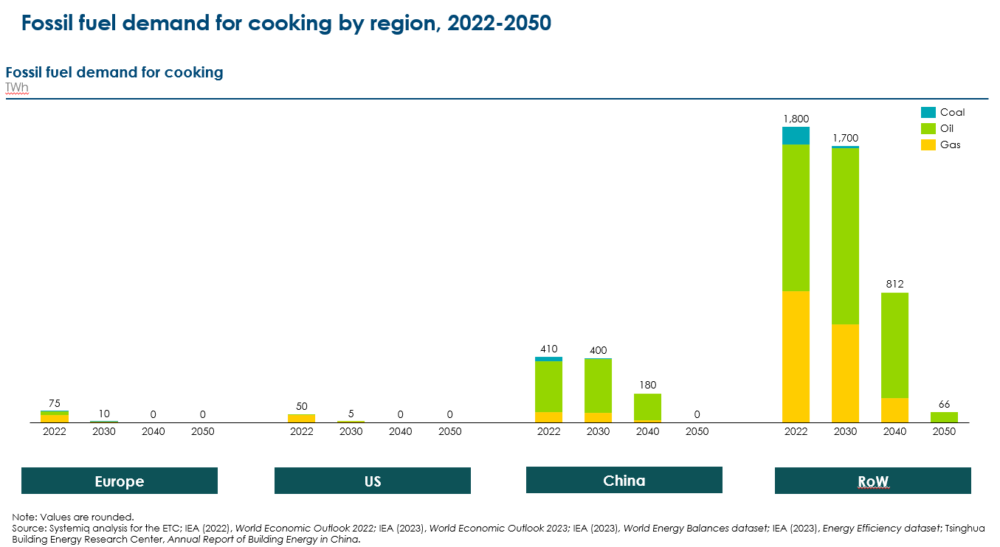 Fossil fuel demand for cooking by region, 2022-2050
Fossil fuel demand for cooking
TWh
Coal
Oil
Gas
75
10
0
0
50
5
0
0
410
400
180
0
1,800
1,700
812
66
2022 2030 2040 2050
2022 2030 2040 2050
2022 2030 2040 2050
2022 2030 2040 2050
Europe
US
China
RoW
Note: Values are rounded.
Source: Systemiq analysis for the ETC; IEA (2022), World Economic Outlook 2022; IEA (2023), World Economic Outlook 2023; IEA (2023), World Energy Balances dataset; IEA (2023), Energy Efficiency dataset; Tsinghua
Building Energy Research Center, Annual Report of Building Energy in China.